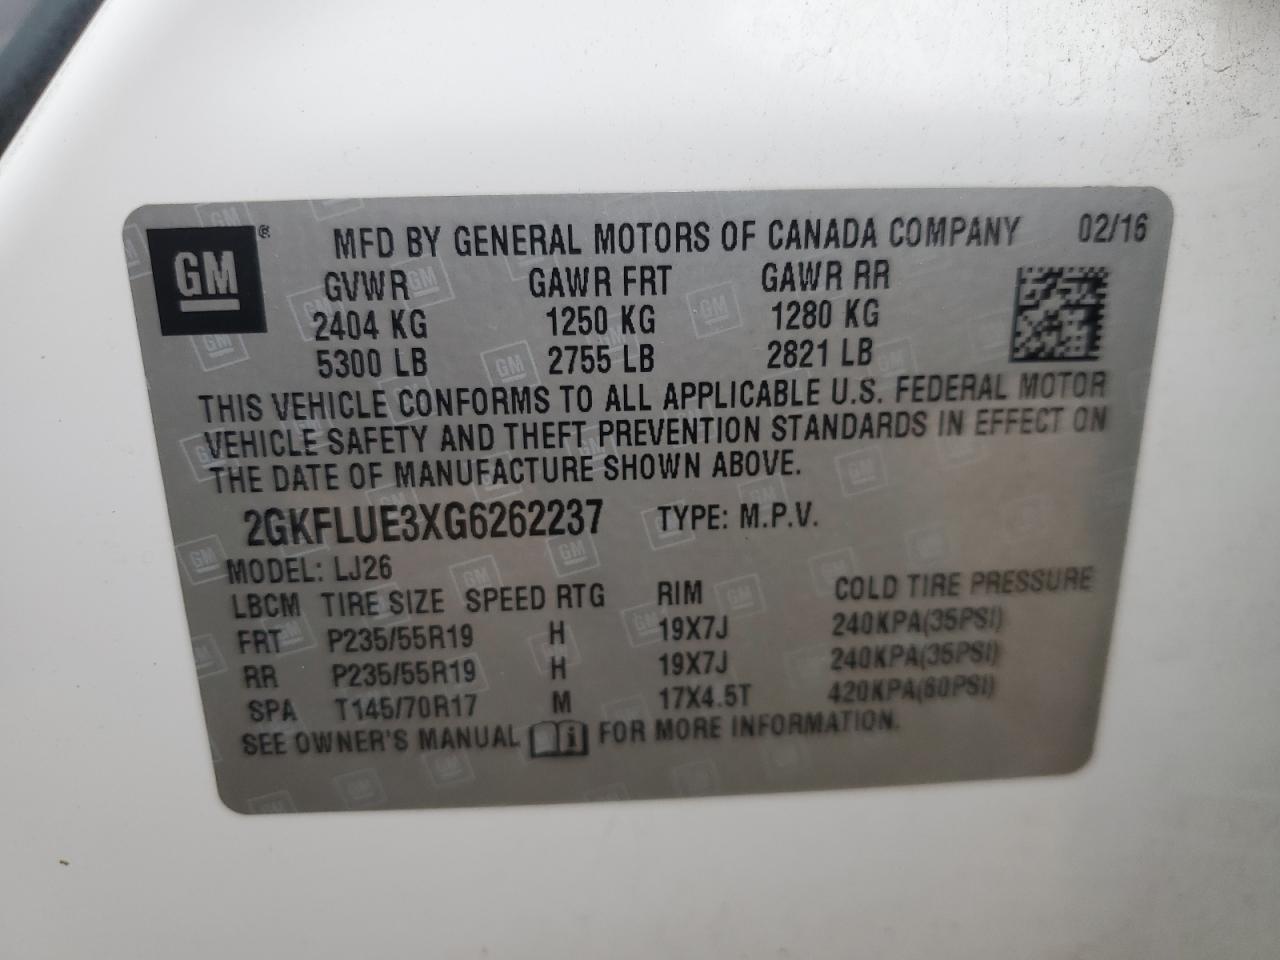 GM®
MFD BY GENERAL MOTORS OF CANADA COMPANY 02/16
GVWR GAWR FRT GAWR RR
2404 KG 1250 KG 1280 KG
5300 LB 2755 LB 2821 LB
THIS VEHICLE CONFORMS TO ALL APPLICABLE U.S. FEDERAL MOTOR
VEHICLE SAFETY AND THEFT PREVENTION STANDARDS IN EFFECT ON
THE DATE OF MANUFACTURE SHOWN ABOVE.
2GKFLUE3XG6262237 TYPE: M.P.V.
MODEL: LJ26
LBCM TIRE SIZE SPEED RTG RIM COLD TIRE PRESSURE
FRT P235/55R19 H 19X7J 240KPA(35PSI)
RR P235/55R19 H 19X7J 240KPA(35PSI)
SPA T145/70R17 M 17X4.5T 420KPA(60PSI)
SEE OWNER'S MANUAL FOR MORE INFORMATION.